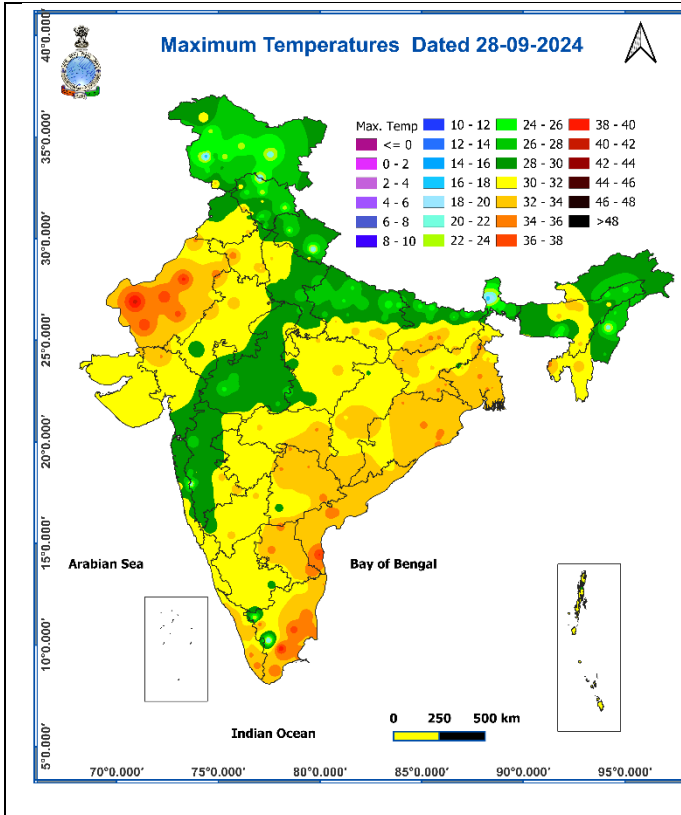 Maximum Temperatures Dated 28-09-2024
Max. Temp
<= 0
0 - 2
2 - 4
4 - 6
6 - 8
8 - 10
10 - 12
12 - 14
14 - 16
16 - 18
18 - 20
20 - 22
22 - 24
24 - 26
26 - 28
28 - 30
30 - 32
32 - 34
34 - 36
36 - 38
38 - 40
40 - 42
42 - 44
44 - 46
46 - 48
>48
40°0.000'
35°0.000'
30°0.000'
25°0.000'
20°0.000'
15°0.000'
10°0.000'
5°0.000'
Arabian Sea
Bay of Bengal
Indian Ocean
0 250 500 km
70°0.000' 75°0.000' 80°0.000' 85°0.000' 90°0.000' 95°0.000'